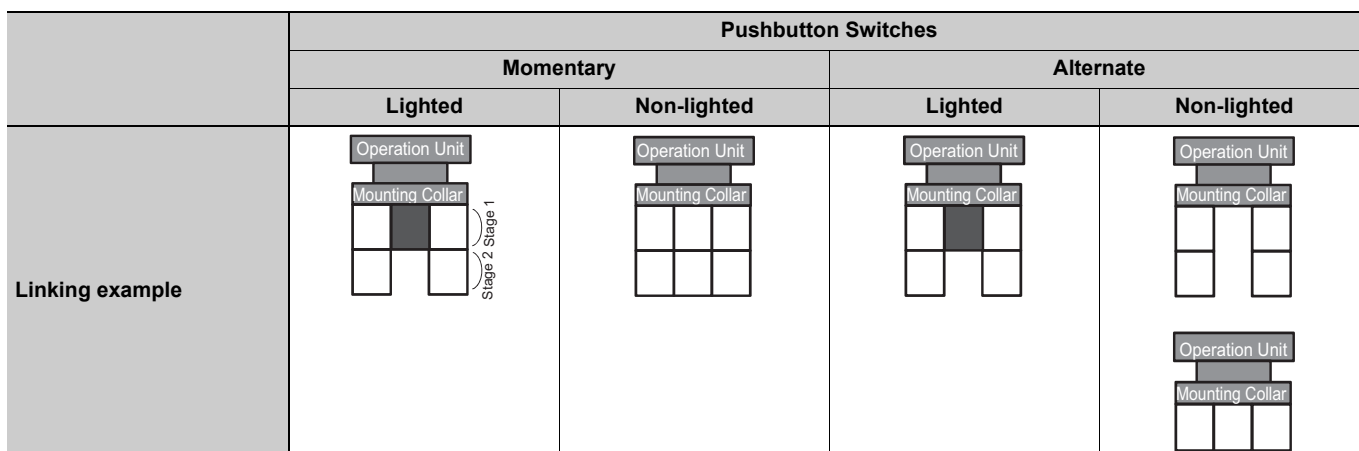 Pushbutton Switches
Momentary
Alternate
Lighted
Non-lighted
Lighted
Non-lighted
Linking example
Operation Unit
Mounting Collar
Stage 1
Stage 2
Operation Unit
Mounting Collar
Operation Unit
Mounting Collar
Operation Unit
Mounting Collar
Operation Unit
Mounting Collar